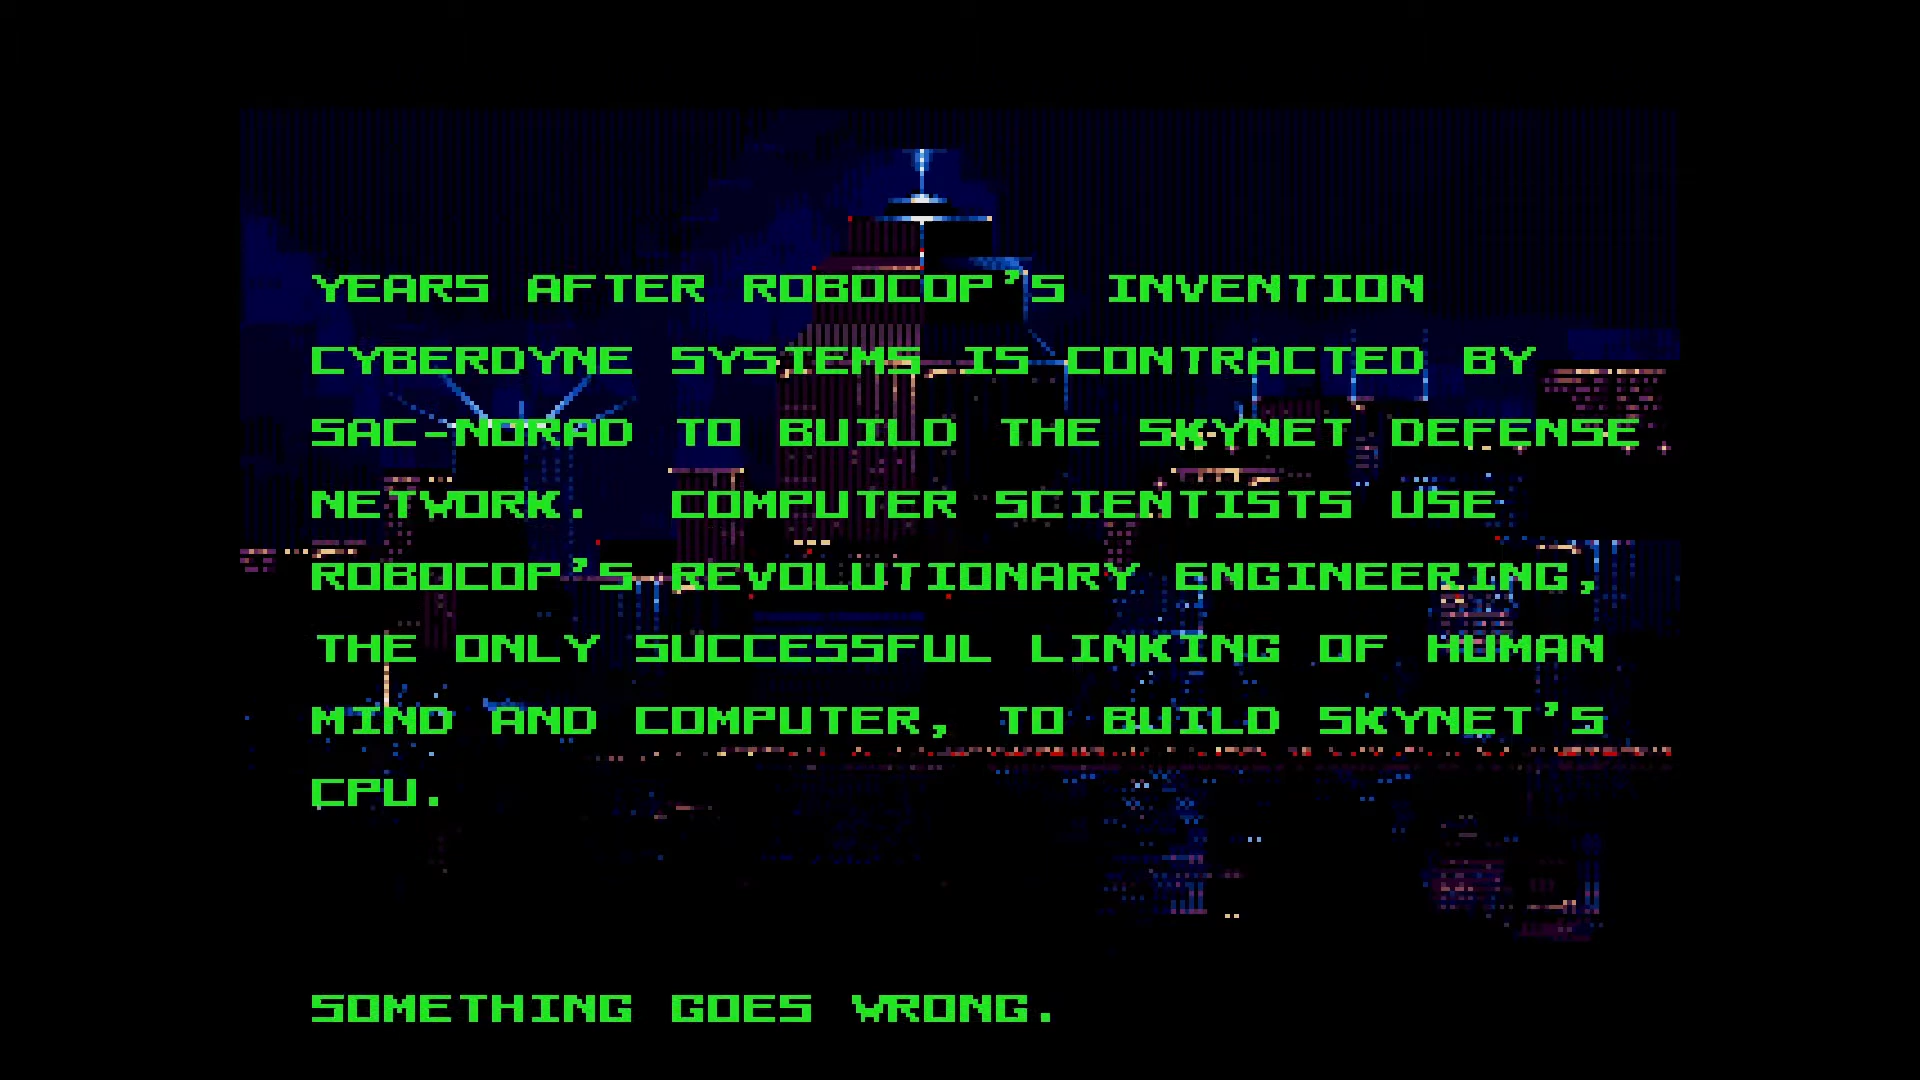 YEARS AFTER ROBOCOP'S INVENTION
CYBERDYNE SYSTEMS IS CONTRACTED BY
SAC-NORAD TO BUILD THE SKYNET DEFENSE
NETWORK.  COMPUTER SCIENTISTS USE
ROBOCOP'S REVOLUTIONARY ENGINEERING,
THE ONLY SUCCESSFUL LINKING OF HUMAN
MIND AND COMPUTER, TO BUILD SKYNET'S
CPU.
SOMETHING GOES WRONG.